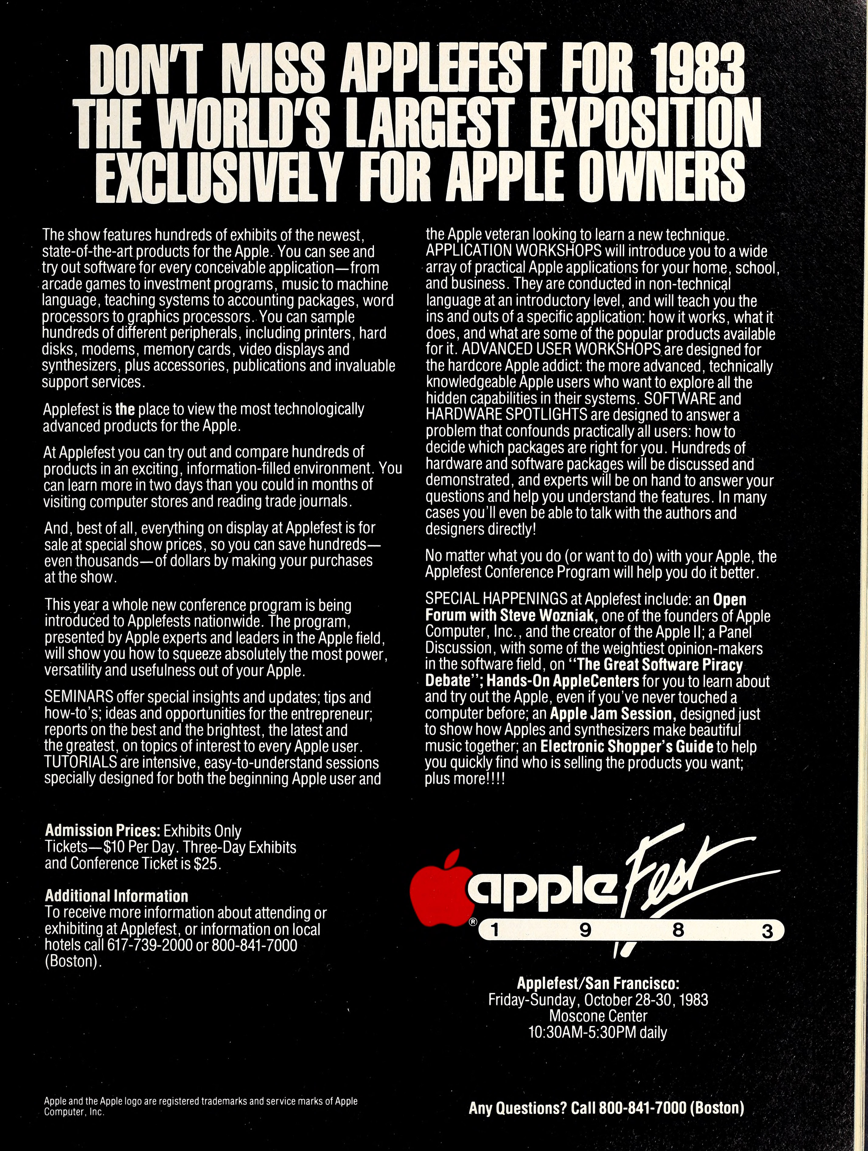 DON'T MISS APPLEFEST FOR 1983
THE WORLD'S LARGEST EXPOSITION
EXCLUSIVELY FOR APPLE OWNERS
The show features hundreds of exhibits of the newest,
state-of-the-art products for the Apple. You can see and
try out software for every conceivable application—from
arcade games to investment programs, music to machine
language, teaching systems to accounting packages, word
processors to graphics processors. You can sample
hundreds of different peripherals, including printers, hard
disks, modems, memory cards, video displays and
synthesizers, plus accessories, publications and invaluable
support services.
Applefest is the place to view the most technologically
advanced products for the Apple.
At Applefest you can try out and compare hundreds of
products in an exciting, information-filled environment. You
can learn more in two days than you could in months of
visiting computer stores and reading trade journals.
And, best of all, everything on display at Applefest is for
sale at special show prices, so you can save hundreds—
even thousands—of dollars by making your purchases
at the show.
This year a whole new conference program is being
introduced to Applefests nationwide. The program,
presented by Apple experts and leaders in the Apple field,
will show you how to squeeze absolutely the most power,
versatility and usefulness out of your Apple.
SEMINARS offer special insights and updates; tips and
how-to's; ideas and opportunities for the entrepreneur;
reports on the best and the brightest, the latest and
the greatest, on topics of interest to every Apple user.
TUTORIALS are intensive, easy-to-understand sessions
specially designed for both the beginning Apple user and
the Apple veteran looking to learn a new technique.
APPLICATION WORKSHOPS will introduce you to a wide
array of practical Apple applications for your home, school,
and business. They are conducted in non-technical
language at an introductory level, and will teach you the
ins and outs of a specific application: how it works, what it
does, and what are some of the popular products available
for it. ADVANCED USER WORKSHOPS are designed for
the hardcore Apple addict: the more advanced, technically
knowledgeable Apple users who want to explore all the
hidden capabilities in their systems. SOFTWARE and
HARDWARE SPOTLIGHTS are designed to answer a
problem that confounds practically all users: how to
decide which packages are right for you. Hundreds of
hardware and software packages will be discussed and
demonstrated, and experts will be on hand to answer your
questions and help you understand the features. In many
cases you'll even be able to talk with the authors and
designers directly!
No matter what you do (or want to do) with your Apple, the
Applefest Conference Program will help you do it better.
SPECIAL HAPPENINGS at Applefest include: an Open
Forum with Steve Wozniak, one of the founders of Apple
Computer, Inc., and the creator of the Apple II; a Panel
Discussion, with some of the weightiest opinion-makers
in the software field, on "The Great Software Piracy
Debate"; Hands-On AppleCenters for you to learn about
and try out the Apple, even if you've never touched a
computer before; an Apple Jam Session, designed just
to show how Apples and synthesizers make beautiful
music together; an Electronic Shopper's Guide to help
you quickly find who is selling the products you want;
plus more!!!!
Admission Prices: Exhibits Only
Tickets—$10 Per Day. Three-Day Exhibits
and Conference Ticket is $25.
Additional Information
To receive more information about attending or
exhibiting at Applefest, or information on local
hotels call 617-739-2000 or 800-841-7000
(Boston).
apple Fest
® 1 9 8 3
Applefest/San Francisco:
Friday-Sunday, October 28-30, 1983
Moscone Center
10:30AM-5:30PM daily
Apple and the Apple logo are registered trademarks and service marks of Apple
Computer, Inc.
Any Questions? Call 800-841-7000 (Boston)